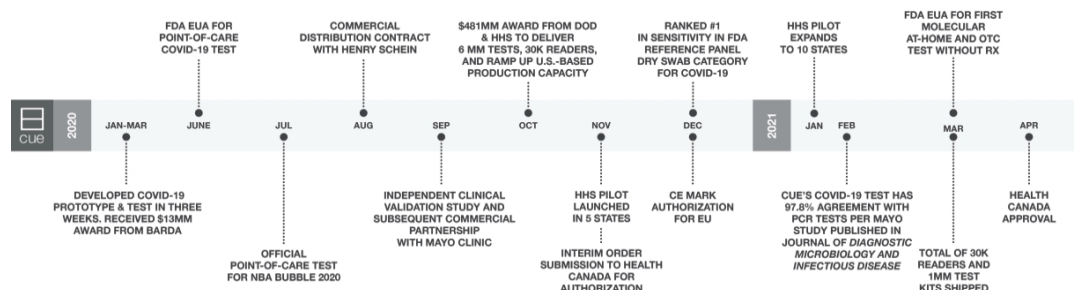 FDA EUA FOR
POINT-OF-CARE
COVID-19 TEST
COMMERCIAL
DISTRIBUTION CONTRACT
WITH HENRY SCHEIN
$481MM AWARD FROM DOD
& HHS TO DELIVER
6 MM TESTS, 30K READERS,
AND RAMP UP U.S.-BASED
PRODUCTION CAPACITY
RANKED #1
IN SENSITIVITY IN FDA
REFERENCE PANEL
DRY SWAB CATEGORY
FOR COVID-19
HHS PILOT
EXPANDS
TO 10 STATES
FDA EUA FOR FIRST
MOLECULAR
AT-HOME AND OTC
TEST WITHOUT RX
cue
2020
JAN-MAR
JUNE
JUL
AUG
SEP
OCT
NOV
DEC
2021
JAN
FEB
MAR
APR
DEVELOPED COVID-19
PROTOTYPE & TEST IN THREE
WEEKS. RECEIVED $13MM
AWARD FROM BARDA
OFFICIAL
POINT-OF-CARE TEST
FOR NBA BUBBLE 2020
INDEPENDENT CLINICAL
VALIDATION STUDY AND
SUBSEQUENT COMMERCIAL
PARTNERSHIP
WITH MAYO CLINIC
HHS PILOT
LAUNCHED
IN 5 STATES
INTERIM ORDER
SUBMISSION TO HEALTH
CANADA FOR
AUTHORIZATION
CE MARK
AUTHORIZATION
FOR EU
CUE'S COVID-19 TEST HAS
97.8% AGREEMENT WITH
PCR TESTS PER MAYO
STUDY PUBLISHED IN
JOURNAL OF DIAGNOSTIC
MICROBIOLOGY AND
INFECTIOUS DISEASE
TOTAL OF 30K
READERS AND
1MM TEST
KITS SHIPPED
HEALTH
CANADA
APPROVAL